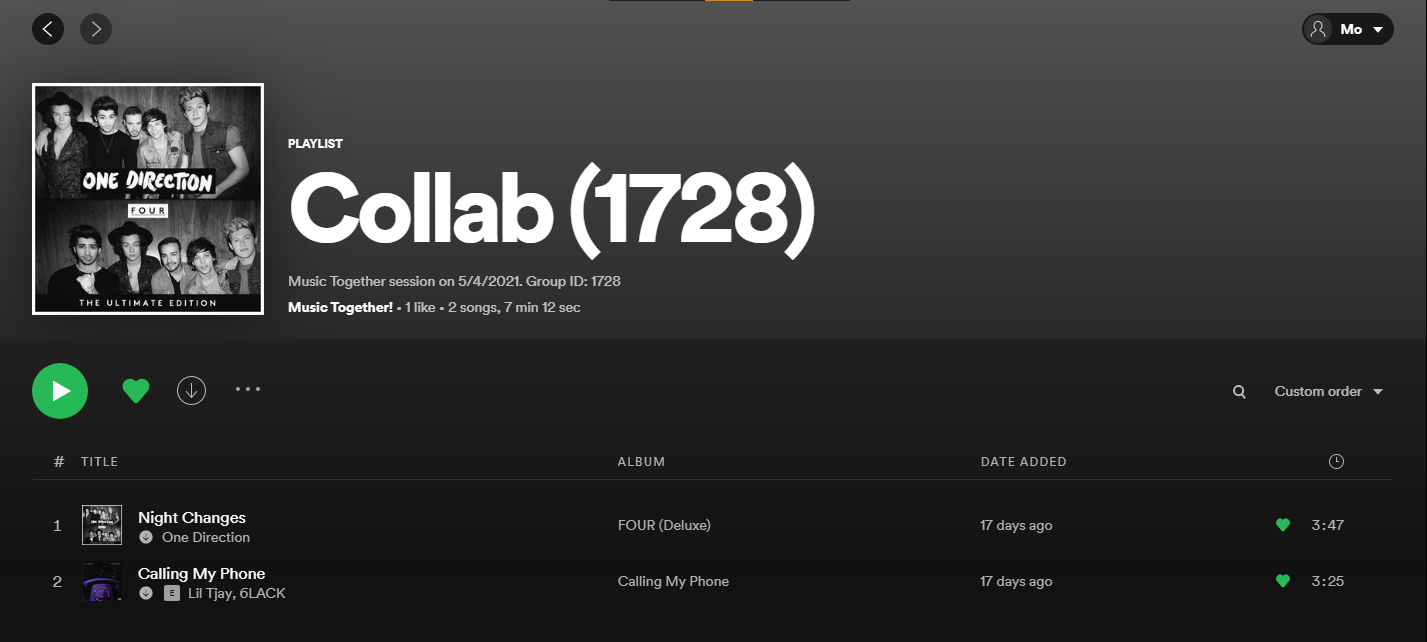 Mo
ONE DIRECTION
FOUR
THE ULTIMATE EDITION
PLAYLIST
Collab (1728)
Music Together session on 5/4/2021. Group ID: 1728
Music Together! • 1 like • 2 songs, 7 min 12 sec
Custom order
# TITLE ALBUM DATE ADDED
1 Night Changes FOUR (Deluxe) 17 days ago 3:47
One Direction
2 Calling My Phone Calling My Phone 17 days ago 3:25
E Lil Tjay, 6LACK